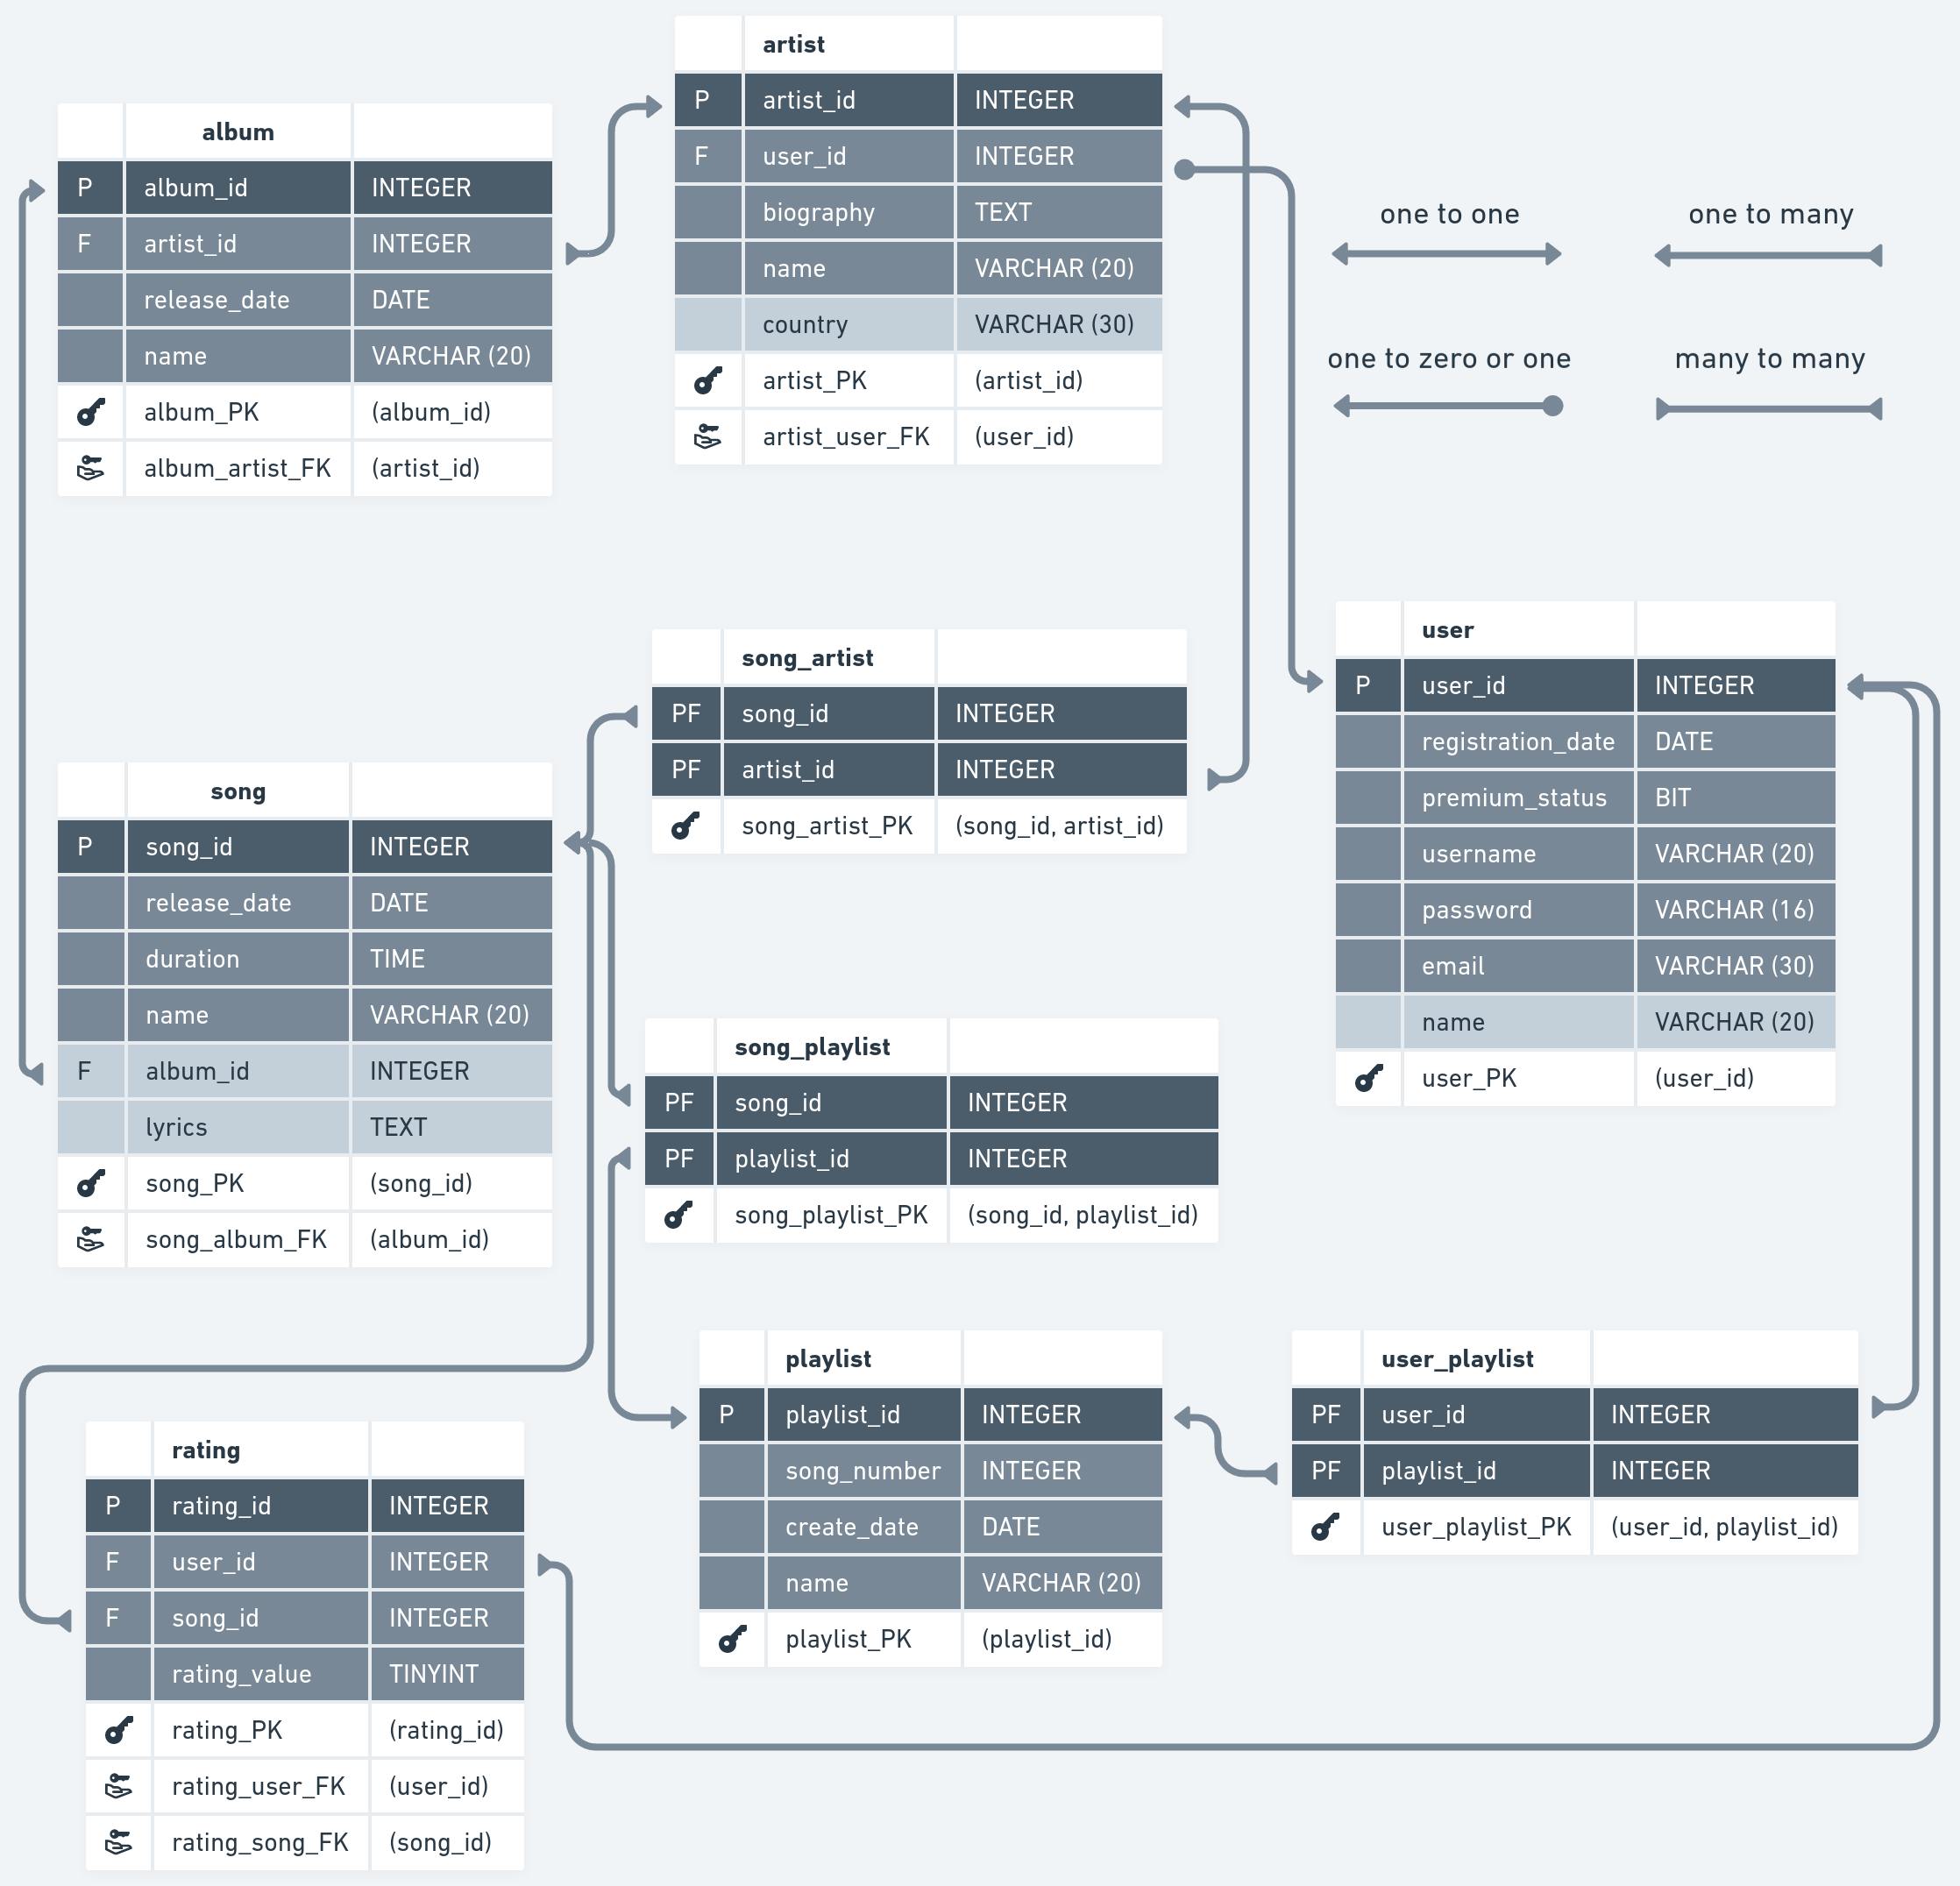 artist
P artist_id INTEGER
F user_id INTEGER
biography TEXT
name VARCHAR (20)
country VARCHAR (30)
artist_PK (artist_id)
artist_user_FK (user_id)
album
P album_id INTEGER
F artist_id INTEGER
release_date DATE
name VARCHAR (20)
album_PK (album_id)
album_artist_FK (artist_id)
one to one
one to many
one to zero or one
many to many
user
P user_id INTEGER
registration_date DATE
premium_status BIT
username VARCHAR (20)
password VARCHAR (16)
email VARCHAR (30)
name VARCHAR (20)
user_PK (user_id)
song_artist
PF song_id INTEGER
PF artist_id INTEGER
song_artist_PK (song_id, artist_id)
song
P song_id INTEGER
release_date DATE
duration TIME
name VARCHAR (20)
F album_id INTEGER
lyrics TEXT
song_PK (song_id)
song_album_FK (album_id)
song_playlist
PF song_id INTEGER
PF playlist_id INTEGER
song_playlist_PK (song_id, playlist_id)
playlist
P playlist_id INTEGER
song_number INTEGER
create_date DATE
name VARCHAR (20)
playlist_PK (playlist_id)
user_playlist
PF user_id INTEGER
PF playlist_id INTEGER
user_playlist_PK (user_id, playlist_id)
rating
P rating_id INTEGER
F user_id INTEGER
F song_id INTEGER
rating_value TINYINT
rating_PK (rating_id)
rating_user_FK (user_id)
rating_song_FK (song_id)